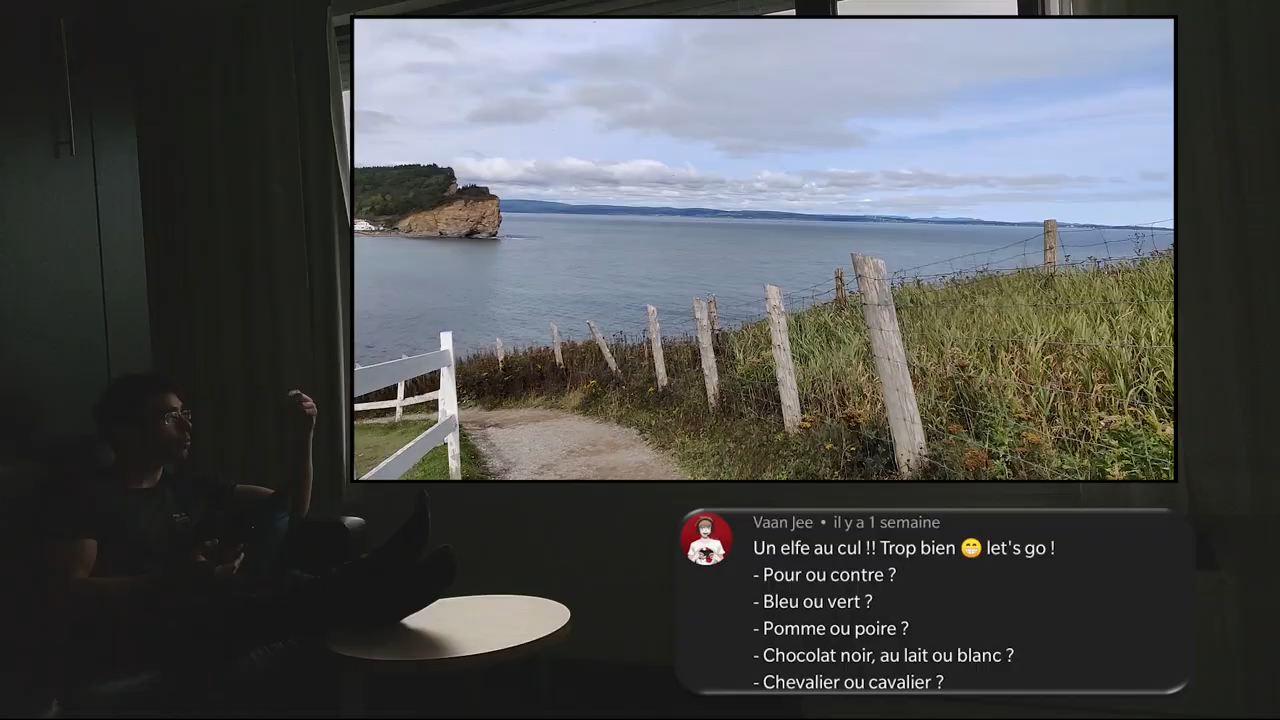 Vaan Jee • il y a 1 semaine
Un elfe au cul !! Trop bien 😁 let's go !
- Pour ou contre ?
- Bleu ou vert ?
- Pomme ou poire ?
- Chocolat noir, au lait ou blanc ?
- Chevalier ou cavalier ?